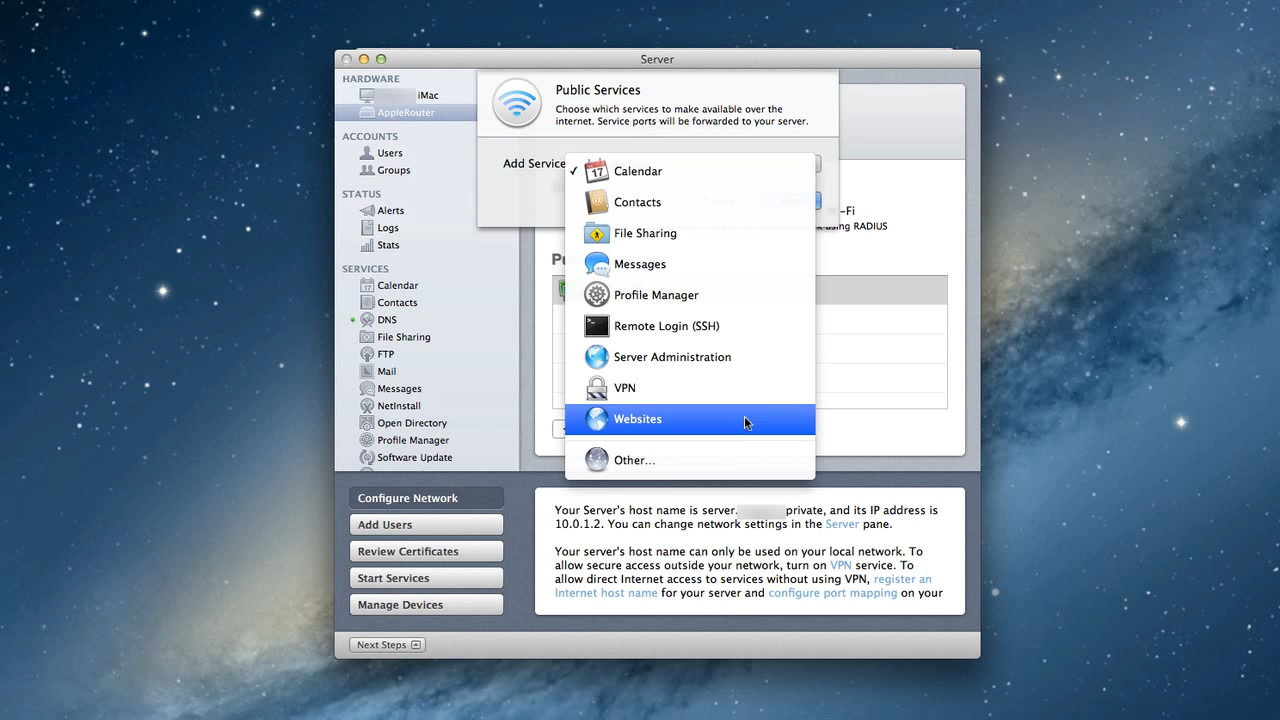 Server
HARDWARE
iMac
AppleRouter
ACCOUNTS
Users
Groups
STATUS
Alerts
Logs
Stats
SERVICES
Calendar
Contacts
DNS
File Sharing
FTP
Mail
Messages
NetInstall
Open Directory
Profile Manager
Software Update
Public Services
Choose which services to make available over the
internet. Service ports will be forwarded to your server.
Add Service
17 Calendar
Contacts
File Sharing
Messages
Profile Manager
Remote Login (SSH)
Server Administration
VPN
Websites
Other...
-Fi
using RADIUS
Configure Network
Add Users
Review Certificates
Start Services
Manage Devices
Your Server's host name is server. private, and its IP address is
10.0.1.2. You can change network settings in the Server pane.
Your server's host name can only be used on your local network. To
allow secure access outside your network, turn on VPN service. To
allow direct Internet access to services without using VPN, register an
Internet host name for your server and configure port mapping on your
Next Steps